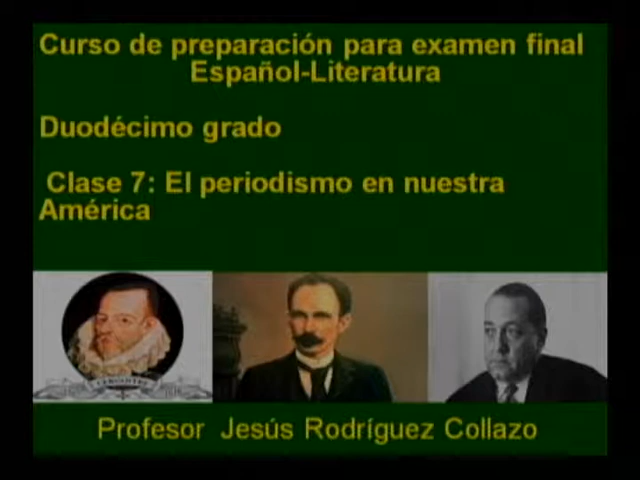 Curso de preparación para examen final
Español-Literatura
Duodécimo grado
Clase 7: El periodismo en nuestra
América
Profesor Jesús Rodríguez Collazo